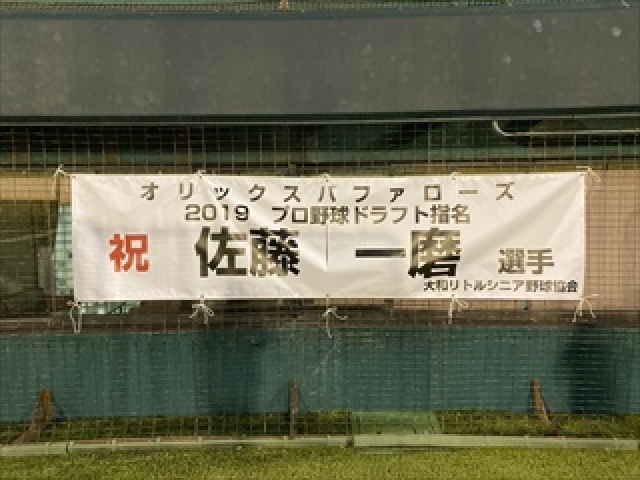 オリックスバファローズ
2019 プロ野球ドラフト指名
祝 佐藤 一磨 選手
大和リトルシニア野球協会